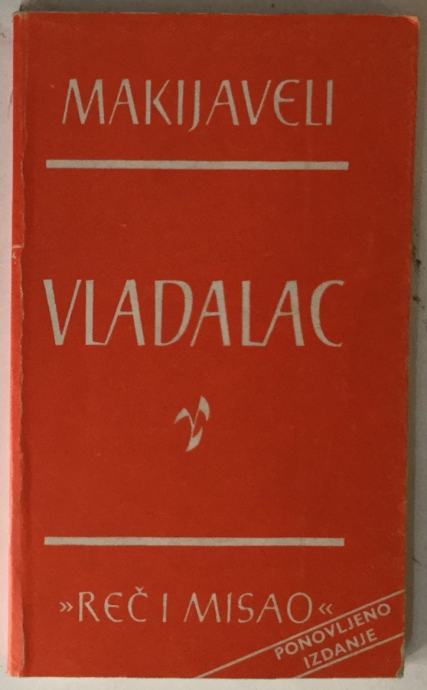 MAKIJAVELI
VLADALAC
»REČ I MISAO«
PONOVLJENO
IZDANJE